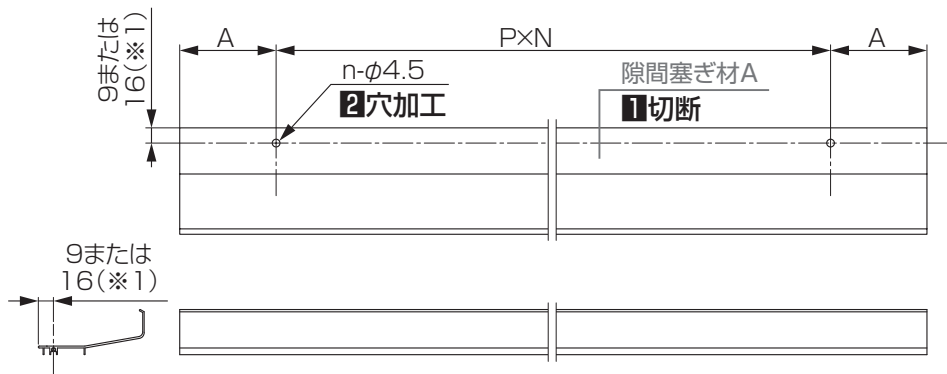 9または
16(※1)
A
P×N
A
n-φ4.5
2穴加工
隙間塞ぎ材A
1切断
9または
16(※1)